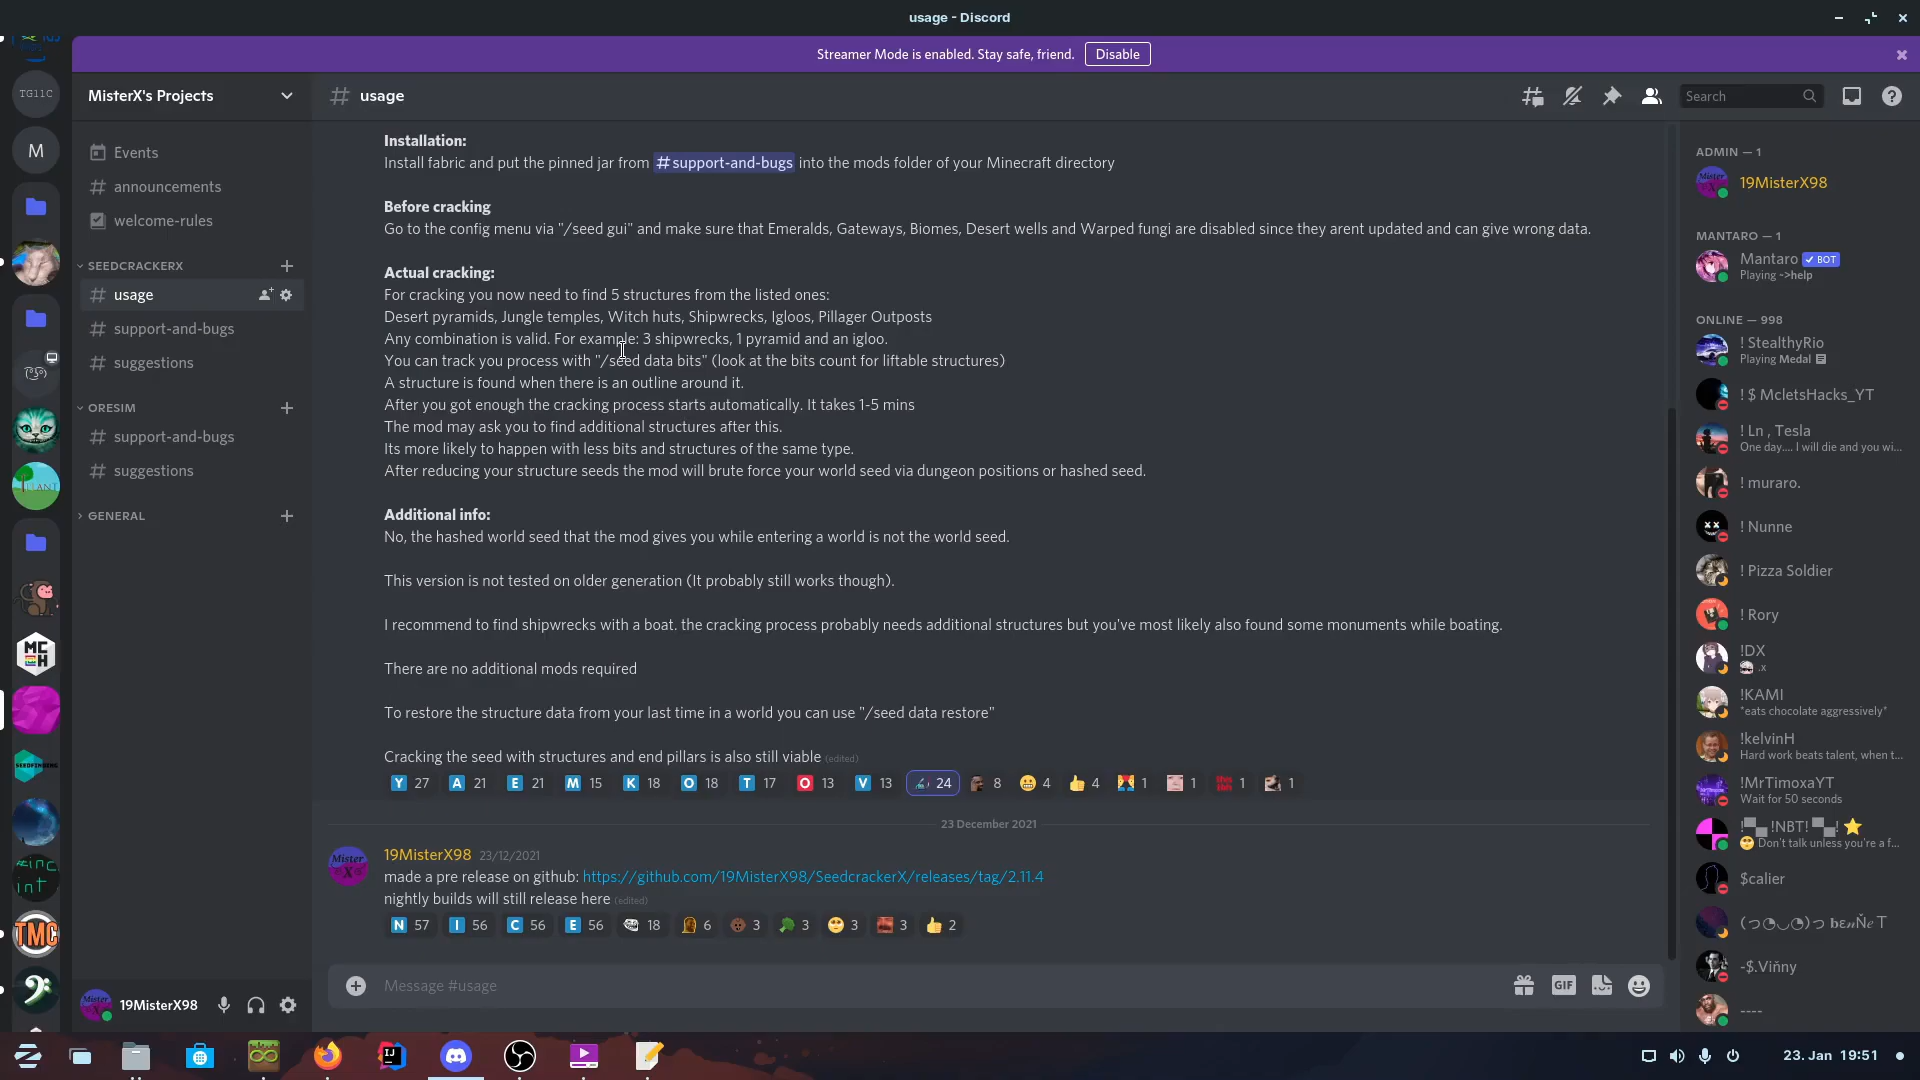 usage - Discord
Streamer Mode is enabled. Stay safe, friend. Disable
TG11C
M
MisterX's Projects
Events
announcements
welcome-rules
SEEDCRACKERX
usage
support-and-bugs
suggestions
ORESIM
support-and-bugs
suggestions
GENERAL
19MisterX98
# usage
Search
Installation:
Install fabric and put the pinned jar from #support-and-bugs into the mods folder of your Minecraft directory
Before cracking
Go to the config menu via "/seed gui" and make sure that Emeralds, Gateways, Biomes, Desert wells and Warped fungi are disabled since they arent updated and can give wrong data.
Actual cracking:
For cracking you now need to find 5 structures from the listed ones:
Desert pyramids, Jungle temples, Witch huts, Shipwrecks, Igloos, Pillager Outposts
Any combination is valid. For example: 3 shipwrecks, 1 pyramid and an igloo.
You can track you process with "/seed data bits" (look at the bits count for liftable structures)
A structure is found when there is an outline around it.
After you got enough the cracking process starts automatically. It takes 1-5 mins
The mod may ask you to find additional structures after this.
Its more likely to happen with less bits and structures of the same type.
After reducing your structure seeds the mod will brute force your world seed via dungeon positions or hashed seed.
Additional info:
No, the hashed world seed that the mod gives you while entering a world is not the world seed.
This version is not tested on older generation (It probably still works though).
I recommend to find shipwrecks with a boat. the cracking process probably needs additional structures but you've most likely also found some monuments while boating.
There are no additional mods required
To restore the structure data from your last time in a world you can use "/seed data restore"
Cracking the seed with structures and end pillars is also still viable (edited)
Y 27 A 21 E 21 M 15 K 18 O 18 T 17 O 13 V 13 24 8 4 4 1 1 1 1
23 December 2021
19MisterX98 23/12/2021
made a pre release on github: https://github.com/19MisterX98/SeedcrackerX/releases/tag/2.11.4
nightly builds will still release here (edited)
N 57 I 56 C 56 E 56 18 6 3 3 3 3 2
Message #usage
GIF
ADMIN — 1
19MisterX98
MANTARO — 1
Mantaro ✓ BOT
Playing ->help
ONLINE — 998
! StealthyRio
Playing Medal
! $ McletsHacks_YT
! Ln , Tesla
One day.... I will die and you wi...
! muraro.
! Nunne
! Pizza Soldier
! Rory
!DX
.x
!KAMI
*eats chocolate aggressively*
!kelvinH
Hard work beats talent, when t...
!MrTimoxaYT
Wait for 50 seconds
!▀▄ !NBT! ▀▄! ⭐
Don't talk unless you're a f...
$calier
-$.Viňny
----
23. Jan 19:51